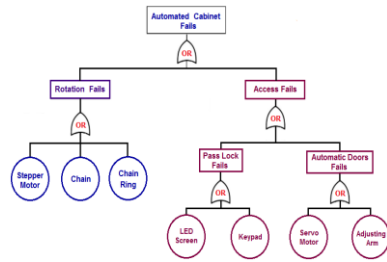 Automated Cabinet
Fails
OR
Rotation Fails
Access Fails
OR
OR
Stepper
Motor
Chain
Chain
Ring
Pass Lock
Fails
Automatic Doors
Fails
OR
OR
LED
Screen
Keypad
Servo
Motor
Adjusting
Arm